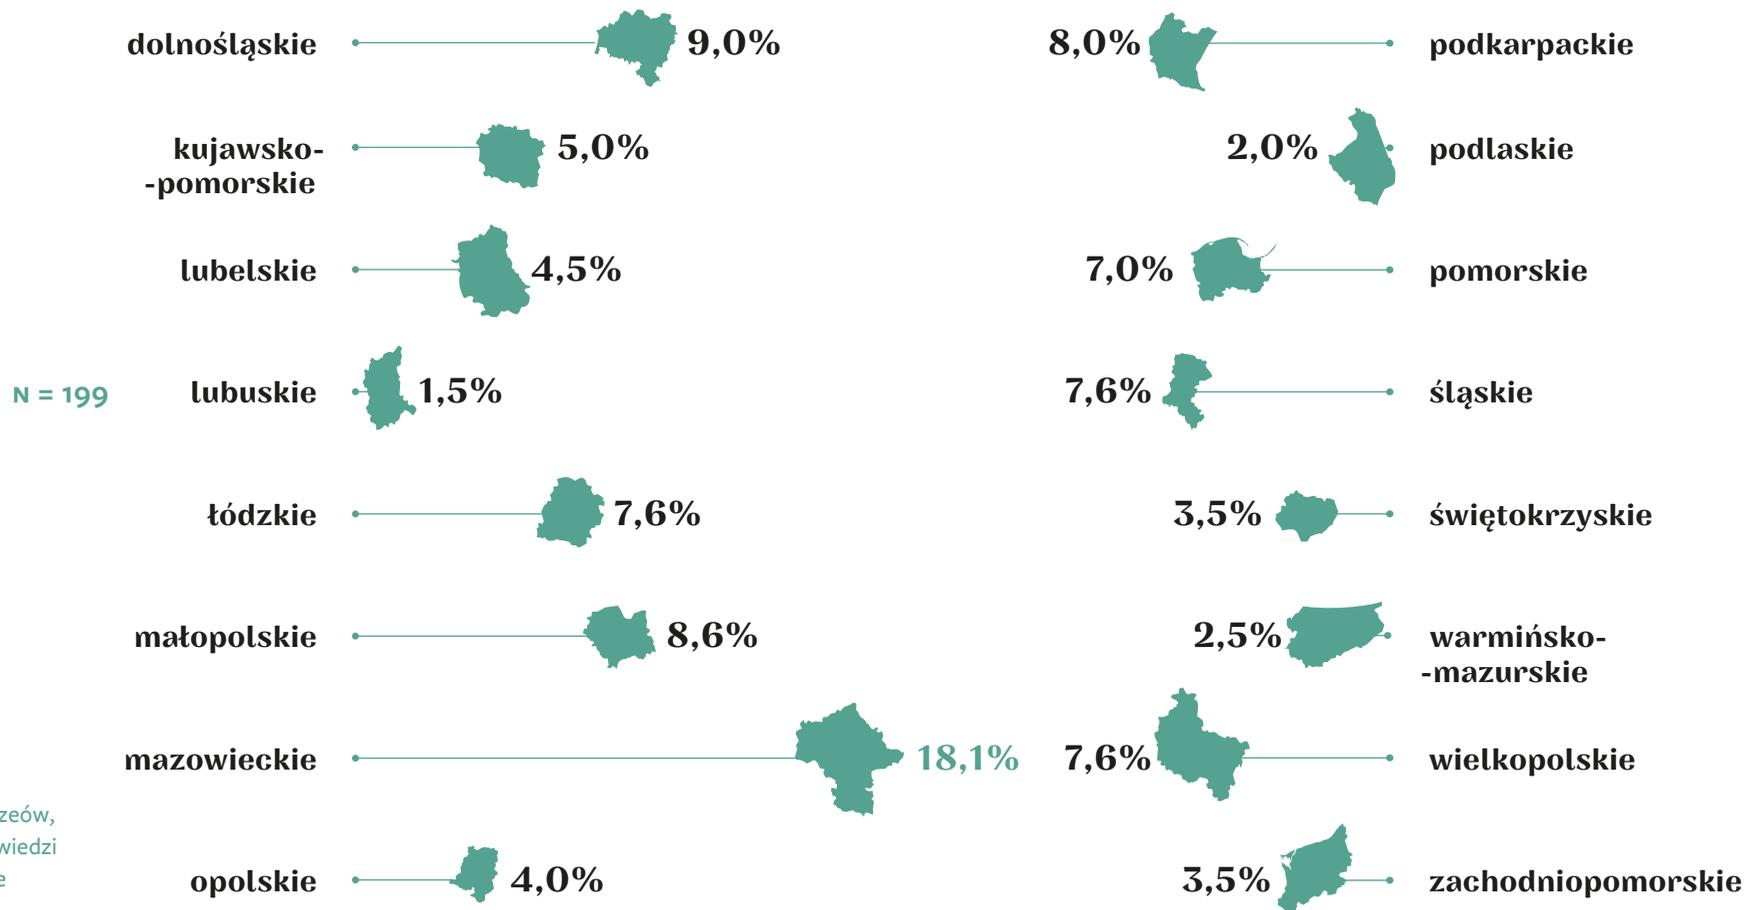 dolnośląskie 9,0%
kujawsko-
-pomorskie 5,0%
lubelskie 4,5%
N = 199
lubuskie 1,5%
łódzkie 7,6%
małopolskie 8,6%
mazowieckie 18,1%
opolskie 4,0%
zeów,
wiedzi
e
8,0% podkarpackie
2,0% podlaskie
7,0% pomorskie
7,6% śląskie
3,5% świętokrzyskie
2,5% warmińsko-
-mazurskie
7,6% wielkopolskie
3,5% zachodniopomorskie